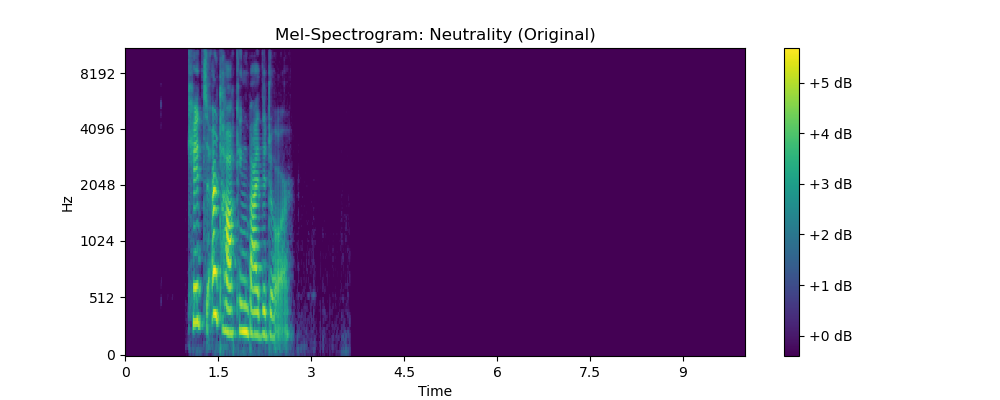 Mel-Spectrogram: Neutrality (Original)
Hz
8192
4096
2048
1024
512
0
0 1.5 3 4.5 6 7.5 9
Time
+5 dB
+4 dB
+3 dB
+2 dB
+1 dB
+0 dB